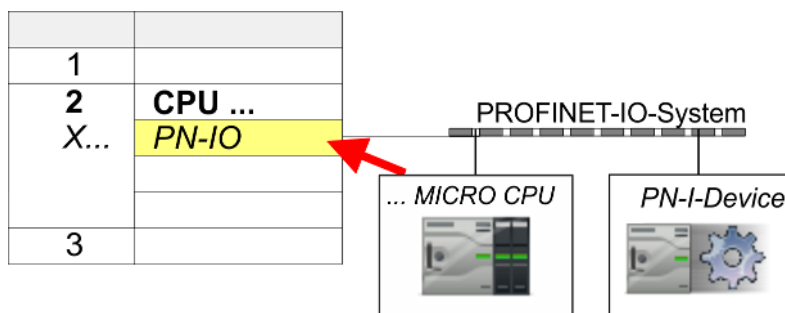 1
2 CPU ...
X... PN-IO
3
PROFINET-IO-System
... MICRO CPU
PN-I-Device